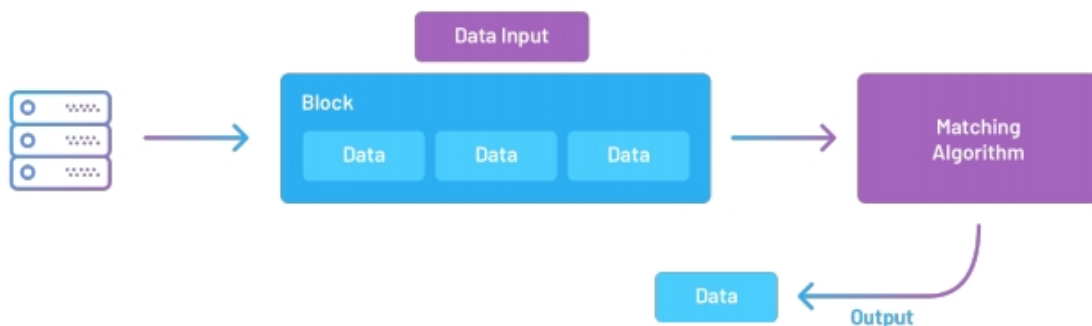 Data Input
Block
Data
Data
Data
Matching
Algorithm
Data
Output